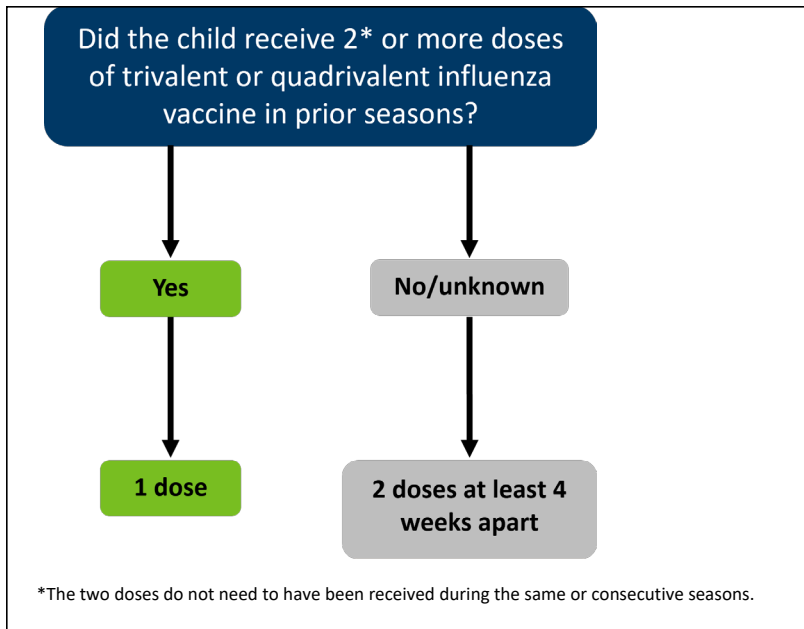 Did the child receive 2* or more doses
of trivalent or quadrivalent influenza
vaccine in prior seasons?
Yes
No/unknown
1 dose
2 doses at least 4
weeks apart
*The two doses do not need to have been received during the same or consecutive seasons.